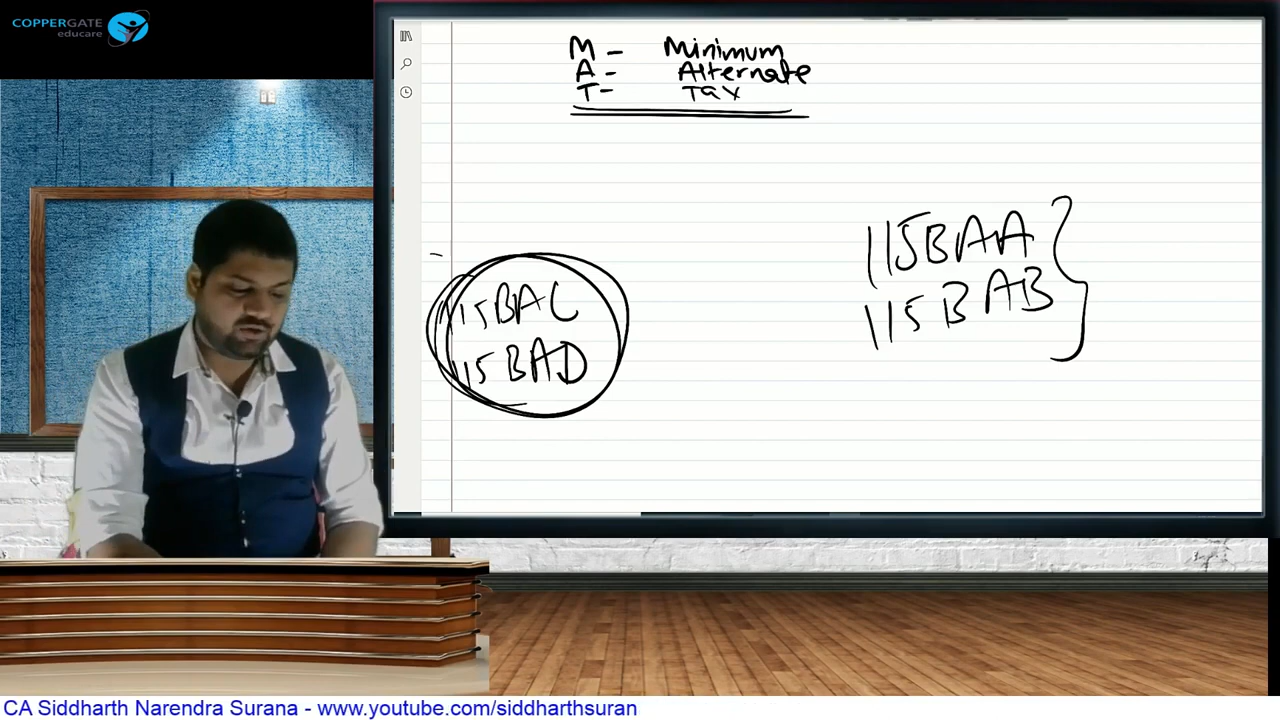 COPPERGATE
educare
M - Minimum
A - Alternate
T - Tax
115BAA
115BAB
115BAC
115BAD
CA Siddharth Narendra Surana - www.youtube.com/siddharthsuran